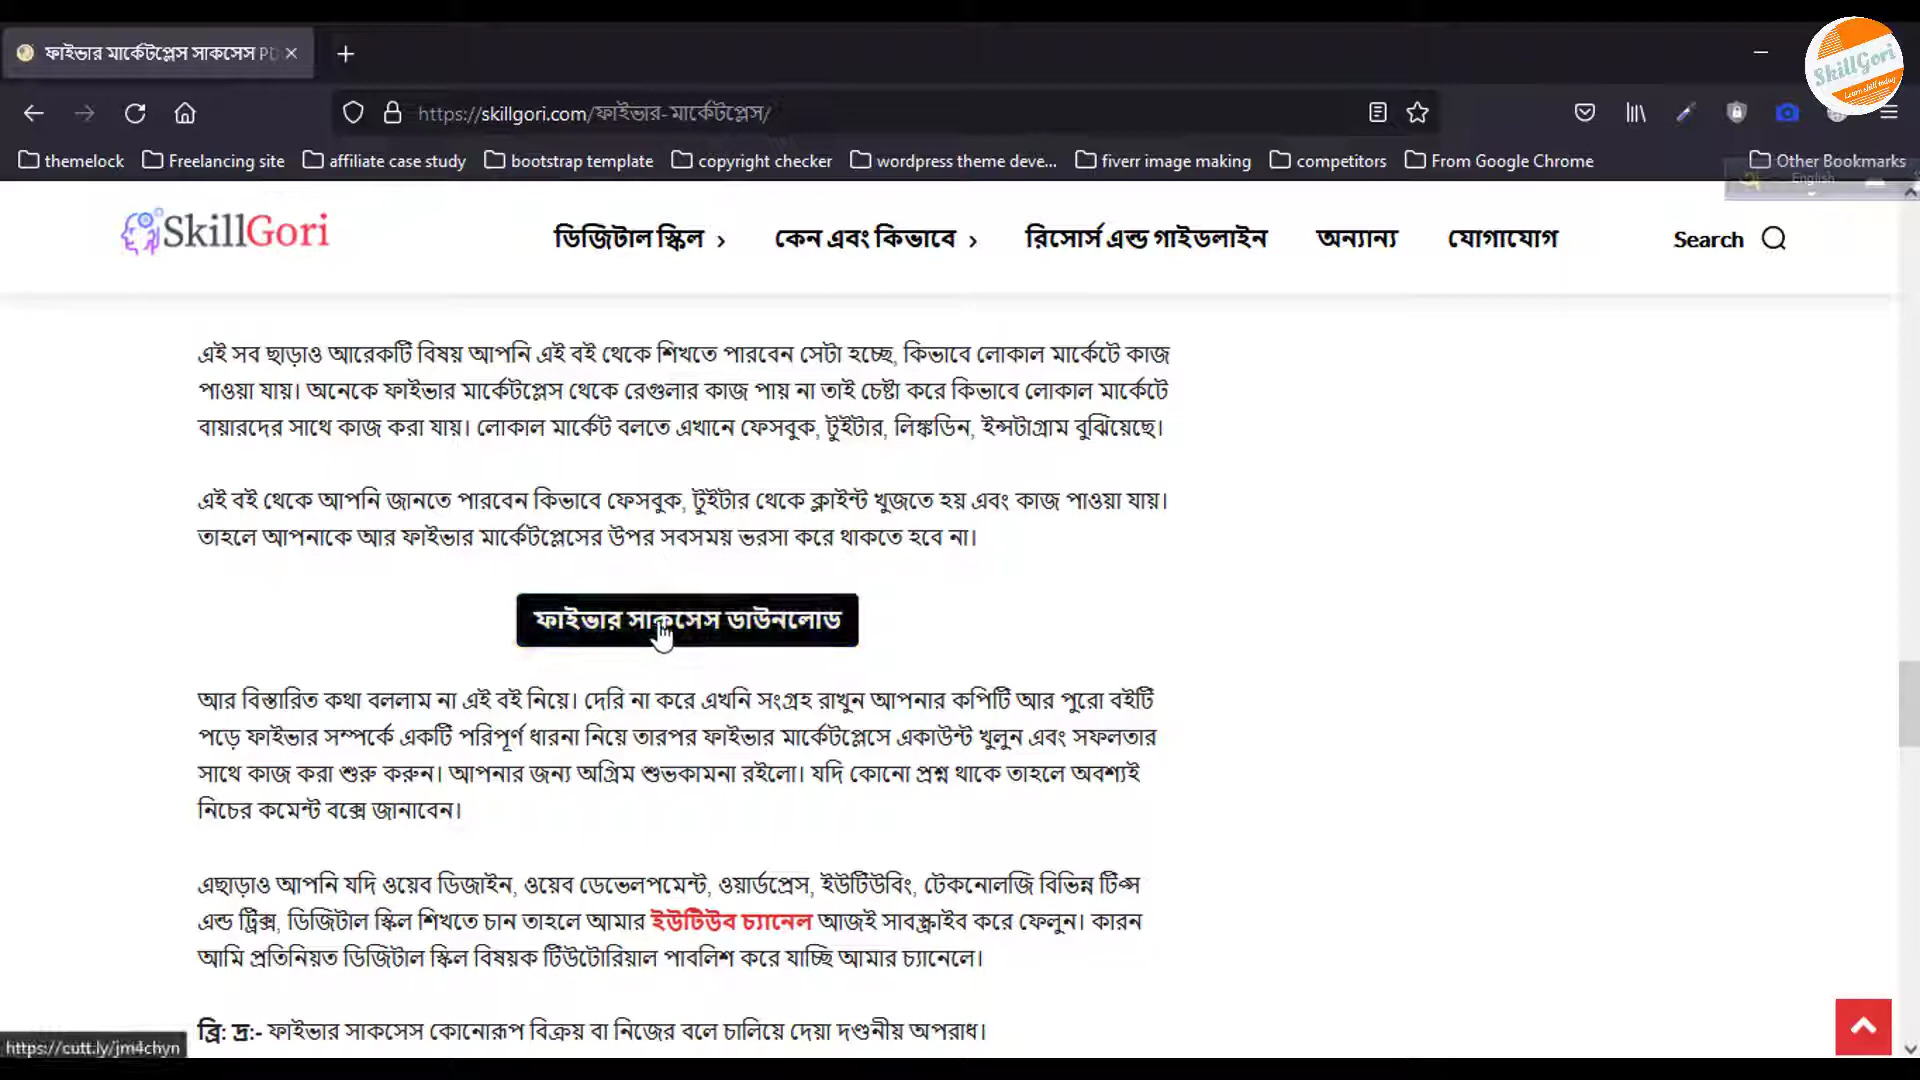 ফাইভার মার্কেটপ্লেস সাকসেস PD
SkillGori
Learn skill today
https://skillgori.com/ফাইভার-মার্কেটপ্লেস/
themelock
Freelancing site
affiliate case study
bootstrap template
copyright checker
wordpress theme deve...
fiverr image making
competitors
From Google Chrome
Other Bookmarks
English
SkillGori
ডিজিটাল স্কিল
কেন এবং কিভাবে
রিসোর্স এন্ড গাইডলাইন
অন্যান্য
যোগাযোগ
Search
এই সব ছাড়াও আরেকটি বিষয় আপনি এই বই থেকে শিখতে পারবেন সেটা হচ্ছে, কিভাবে লোকাল মার্কেটে কাজ
পাওয়া যায়। অনেকে ফাইভার মার্কেটপ্লেস থেকে রেগুলার কাজ পায় না তাই চেষ্টা করে কিভাবে লোকাল মার্কেটে
বায়ারদের সাথে কাজ করা যায়। লোকাল মার্কেট বলতে এখানে ফেসবুক, টুইটার, লিঙ্কডিন, ইন্সটাগ্রাম বুঝিয়েছে।
এই বই থেকে আপনি জানতে পারবেন কিভাবে ফেসবুক, টুইটার থেকে ক্লাইন্ট খুজতে হয় এবং কাজ পাওয়া যায়।
তাহলে আপনাকে আর ফাইভার মার্কেটপ্লেসের উপর সবসময় ভরসা করে থাকতে হবে না।
ফাইভার সাকসেস ডাউনলোড
আর বিস্তারিত কথা বললাম না এই বই নিয়ে। দেরি না করে এখনি সংগ্রহ রাখুন আপনার কপিটি আর পুরো বইটি
পড়ে ফাইভার সম্পর্কে একটি পরিপূর্ণ ধারনা নিয়ে তারপর ফাইভার মার্কেটপ্লেসে একাউন্ট খুলুন এবং সফলতার
সাথে কাজ করা শুরু করুন। আপনার জন্য অগ্রিম শুভকামনা রইলো। যদি কোনো প্রশ্ন থাকে তাহলে অবশ্যই
নিচের কমেন্ট বক্সে জানাবেন।
এছাড়াও আপনি যদি ওয়েব ডিজাইন, ওয়েব ডেভেলপমেন্ট, ওয়ার্ডপ্রেস, ইউটিউবিং, টেকনোলজি বিভিন্ন টিপ্স
এন্ড ট্রিক্স, ডিজিটাল স্কিল শিখতে চান তাহলে আমার ইউটিউব চ্যানেল আজই সাবস্ক্রাইব করে ফেলুন। কারন
আমি প্রতিনিয়ত ডিজিটাল স্কিল বিষয়ক টিউটোরিয়াল পাবলিশ করে যাচ্ছি আমার চ্যানেলে।
ব্রি: দ্র:- ফাইভার সাকসেস কোনোরূপ বিক্রয় বা নিজের বলে চালিয়ে দেয়া দণ্ডনীয় অপরাধ।
https://cutt.ly/jm4chyn